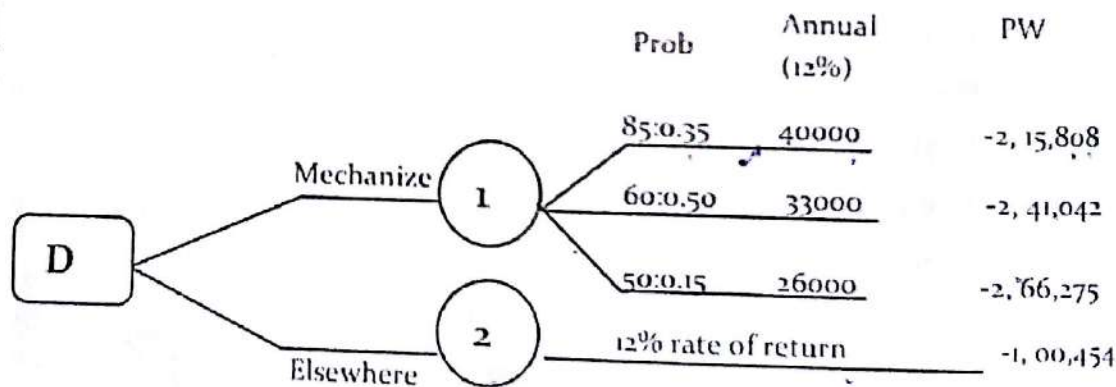 Prob Annual (12%) PW
85:0.35 40000 -2, 15,808
Mechanize 1 60:0.50 33000 -2, 41,042
D
50:0.15 26000 -2, 66,275
2 12% rate of return -1, 00,454
Elsewhere